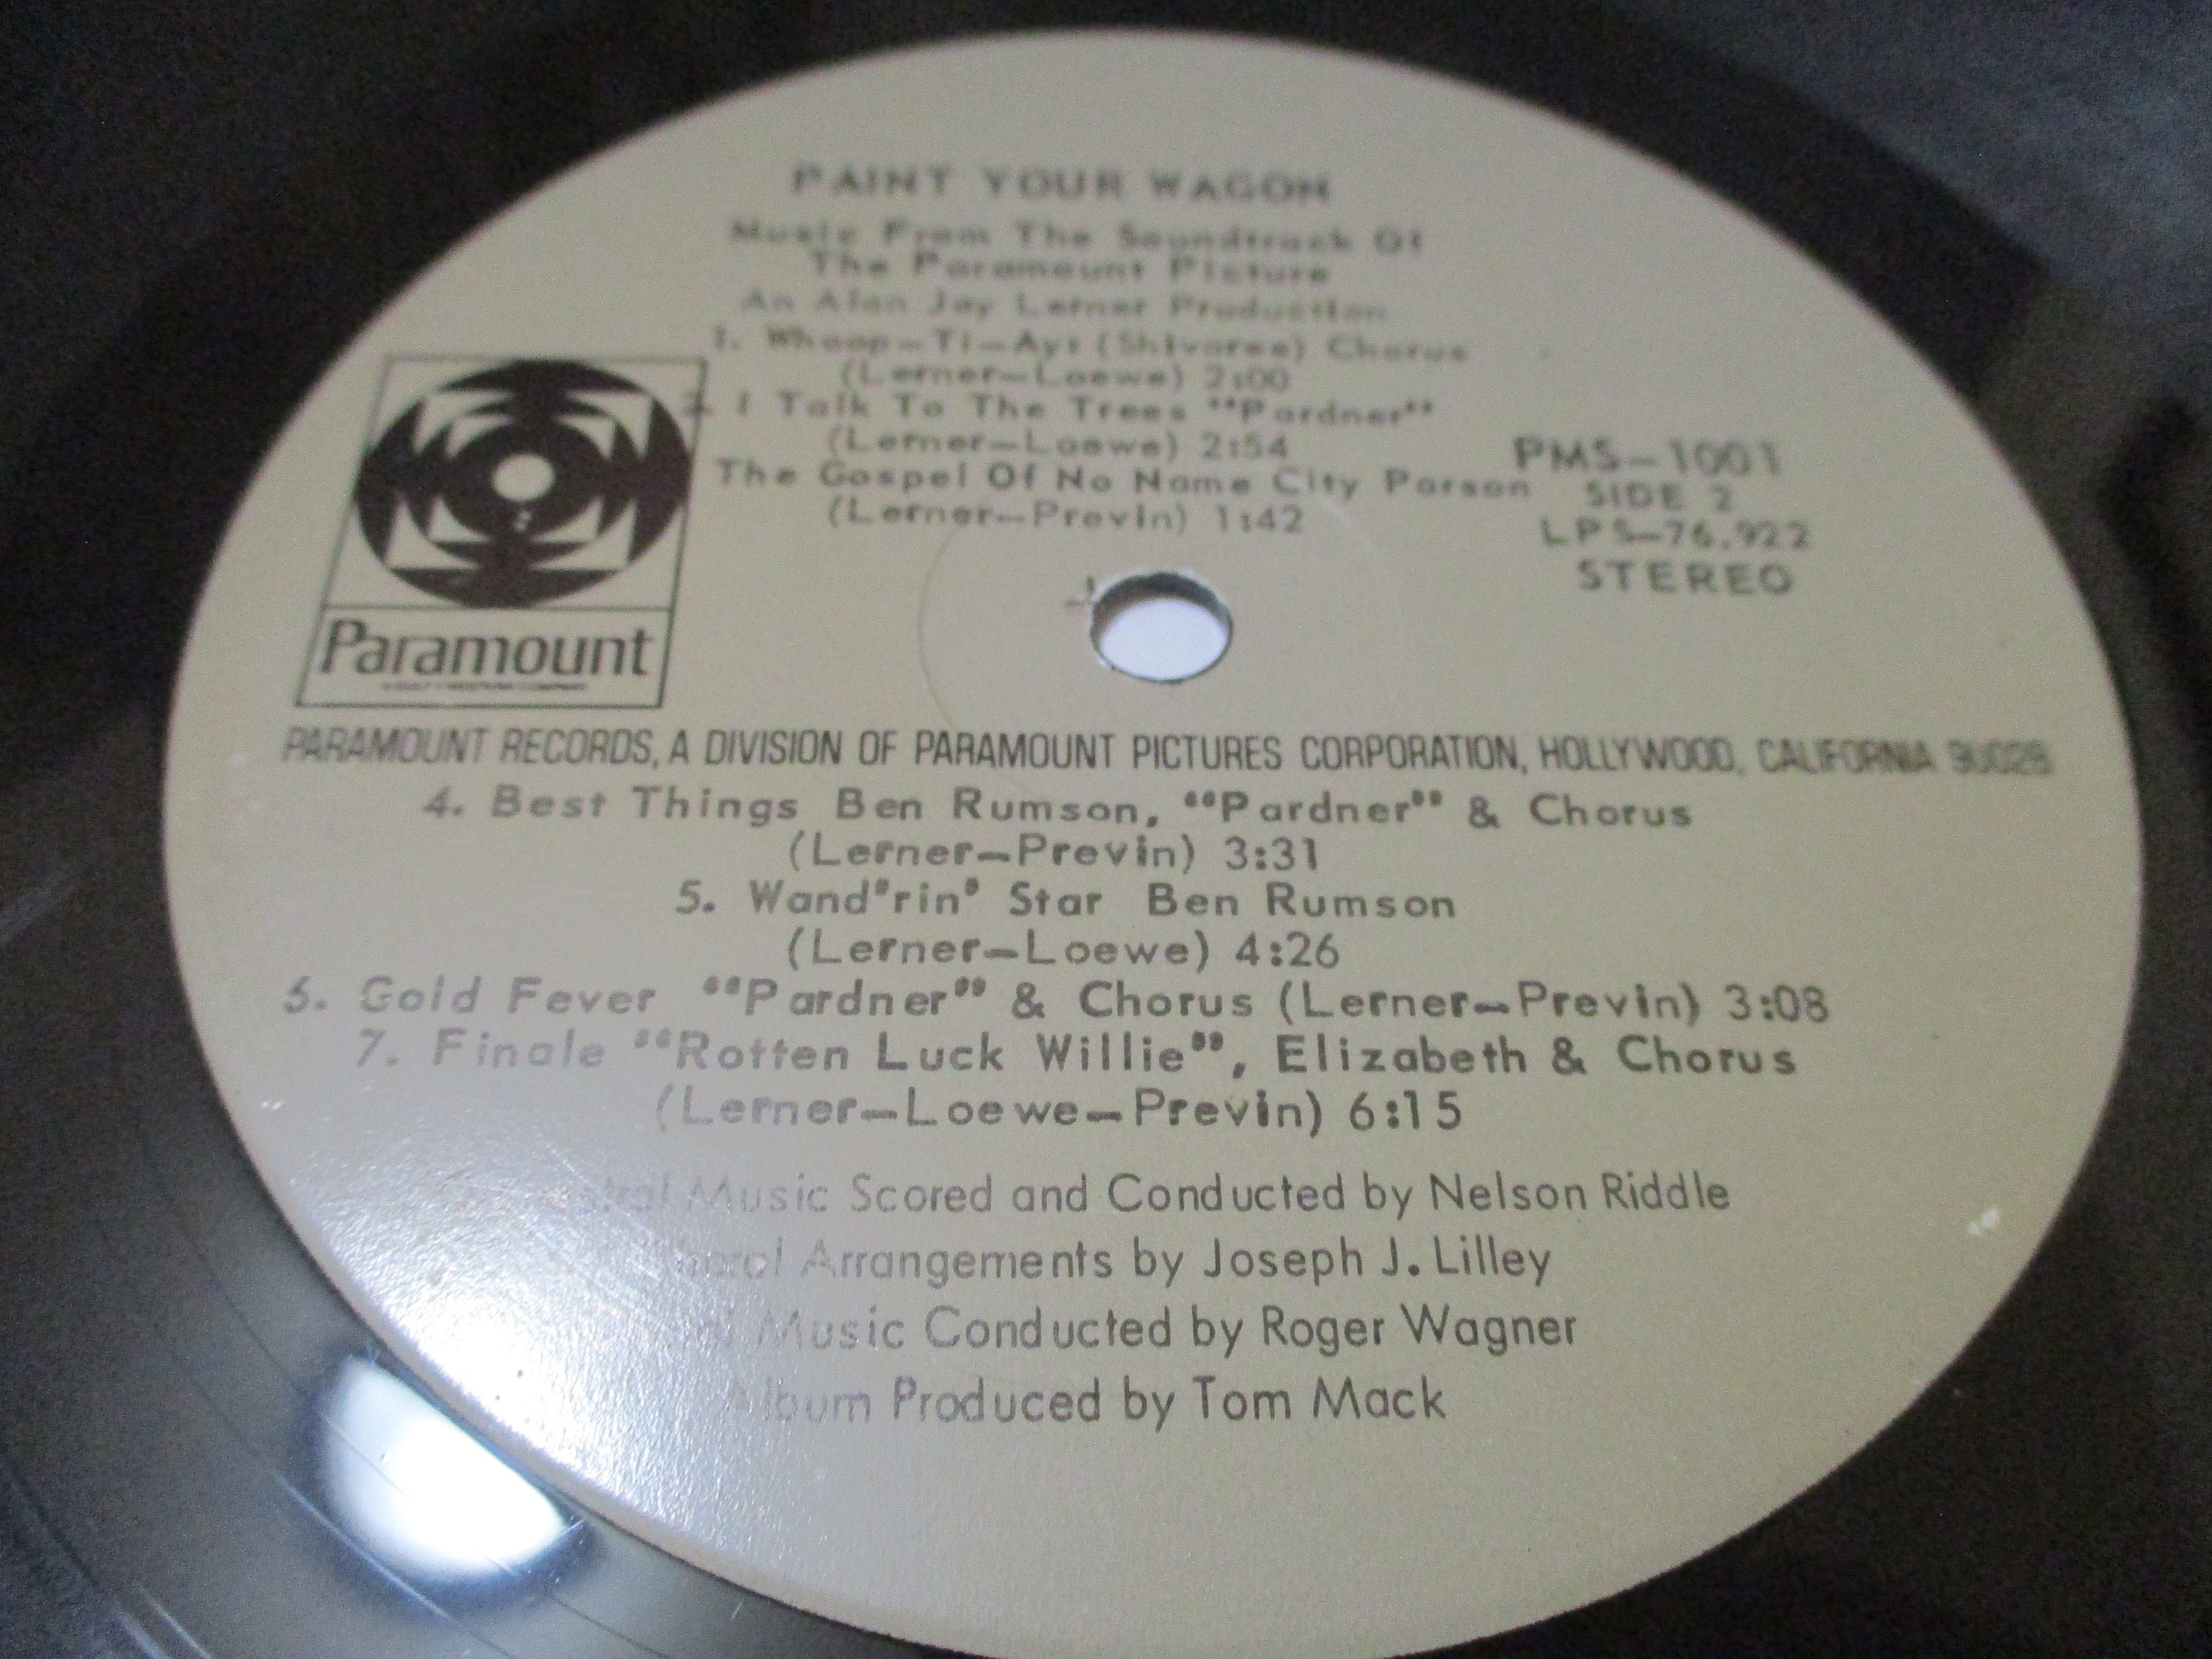 PAINT YOUR WAGON
Music From The Soundtrack Of
The Paramount Picture
An Alan Jay Lerner Production
1. Whoop-Ti-Ay! (Shivaree) Chorus
(Lerner-Loewe) 2:00
2. I Talk To The Trees "Pardner"
(Lerner-Loewe) 2:54
The Gospel Of No Name City Parson
(Lerner-Previn) 1:42
PMS-1001
SIDE 2
LPS-76,922
STEREO
Paramount
A GULF + WESTERN COMPANY
PARAMOUNT RECORDS, A DIVISION OF PARAMOUNT PICTURES CORPORATION, HOLLYWOOD, CALIFORNIA 90028
4. Best Things Ben Rumson, "Pardner" & Chorus
(Lerner-Previn) 3:31
5. Wand'rin' Star Ben Rumson
(Lerner-Loewe) 4:26
6. Gold Fever "Pardner" & Chorus (Lerner-Previn) 3:08
7. Finale "Rotten Luck Willie", Elizabeth & Chorus
(Lerner-Loewe-Previn) 6:15
Music Scored and Conducted by Nelson Riddle
Choral Arrangements by Joseph J. Lilley
Music Conducted by Roger Wagner
Album Produced by Tom Mack